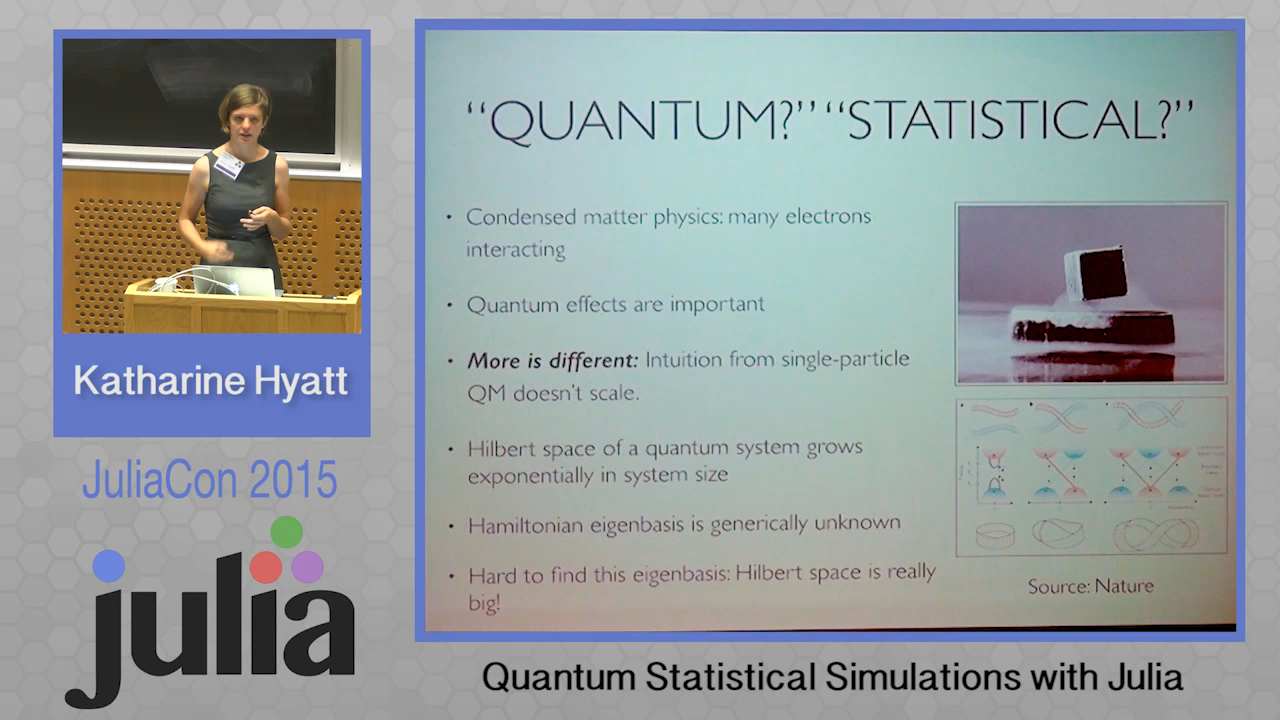 "QUANTUM?" "STATISTICAL?"
• Condensed matter physics: many electrons
interacting
• Quantum effects are important
• More is different: Intuition from single-particle
QM doesn't scale.
• Hilbert space of a quantum system grows
exponentially in system size
• Hamiltonian eigenbasis is generically unknown
• Hard to find this eigenbasis: Hilbert space is really
big!
Source: Nature
Katharine Hyatt
JuliaCon 2015
julia
Quantum Statistical Simulations with Julia